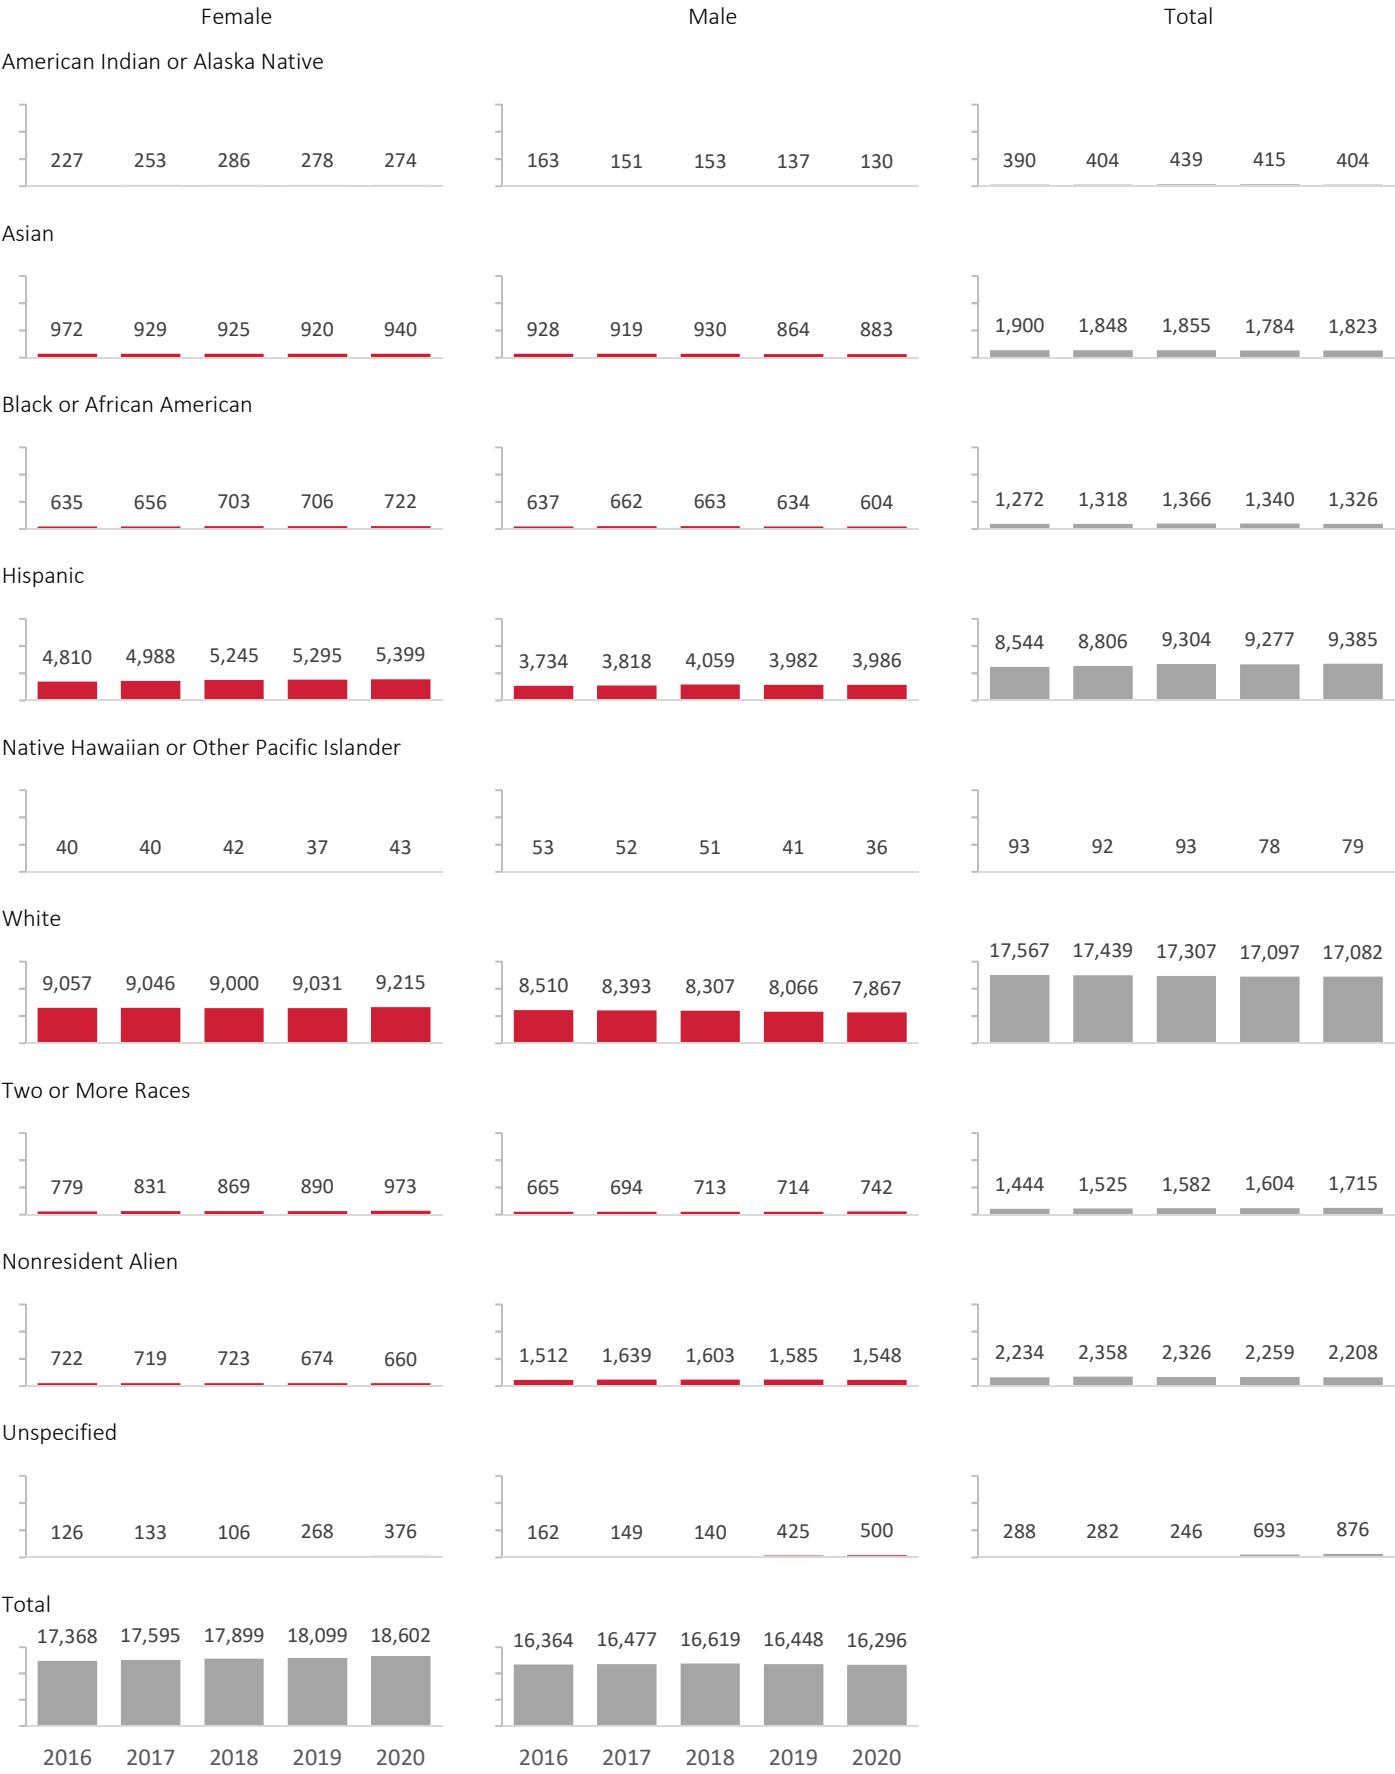 Female Male Total
American Indian or Alaska Native
227 253 286 278 274 163 151 153 137 130 390 404 439 415 404
Asian
972 929 925 920 940 928 919 930 864 883 1,900 1,848 1,855 1,784 1,823
Black or African American
635 656 703 706 722 637 662 663 634 604 1,272 1,318 1,366 1,340 1,326
Hispanic
4,810 4,988 5,245 5,295 5,399 3,734 3,818 4,059 3,982 3,986 8,544 8,806 9,304 9,277 9,385
Native Hawaiian or Other Pacific Islander
40 40 42 37 43 53 52 51 41 36 93 92 93 78 79
White
9,057 9,046 9,000 9,031 9,215 8,510 8,393 8,307 8,066 7,867 17,567 17,439 17,307 17,097 17,082
Two or More Races
779 831 869 890 973 665 694 713 714 742 1,444 1,525 1,582 1,604 1,715
Nonresident Alien
722 719 723 674 660 1,512 1,639 1,603 1,585 1,548 2,234 2,358 2,326 2,259 2,208
Unspecified
126 133 106 268 376 162 149 140 425 500 288 282 246 693 876
Total
17,368 17,595 17,899 18,099 18,602 16,364 16,477 16,619 16,448 16,296
2016 2017 2018 2019 2020 2016 2017 2018 2019 2020